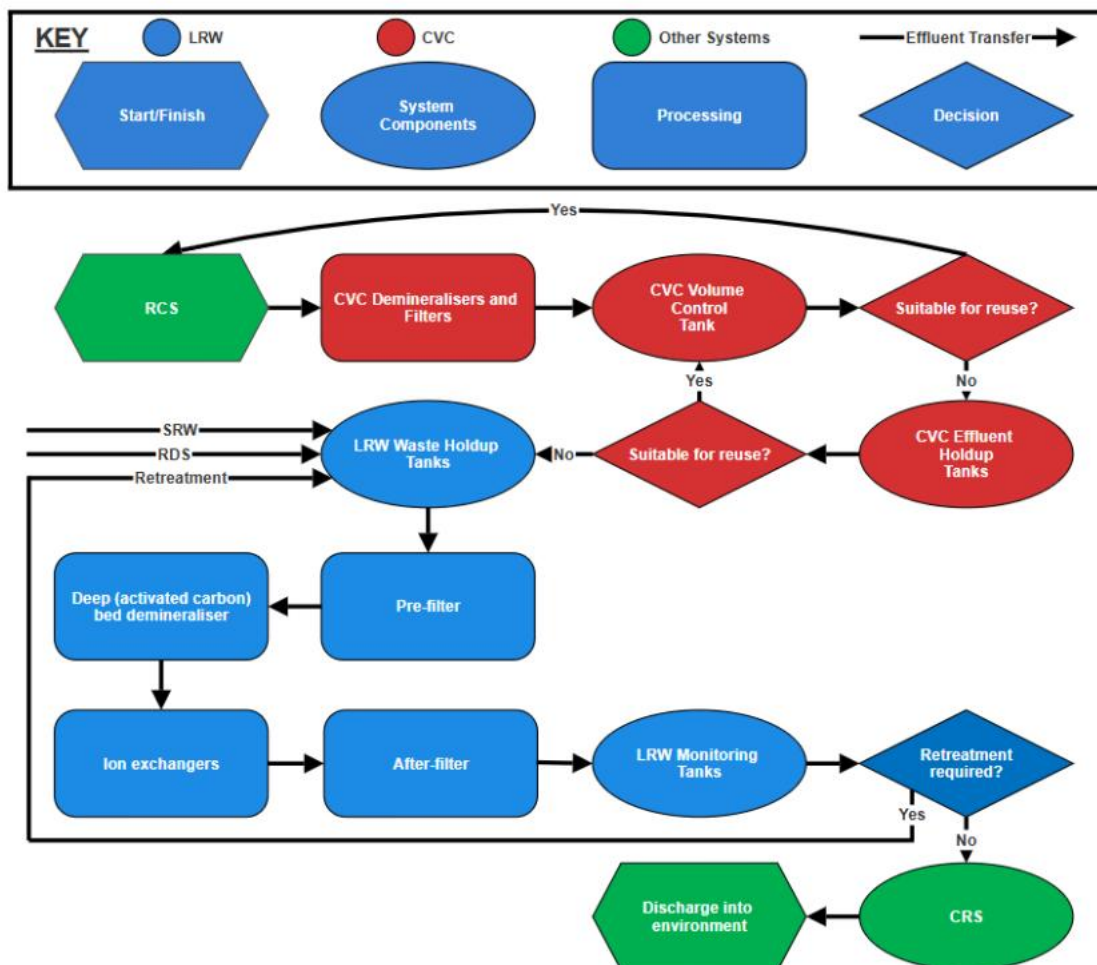 KEY
LRW
CVC
Other Systems
Effluent Transfer
Start/Finish
System
Components
Processing
Decision
Yes
RCS
CVC Demineralisers and
Filters
CVC Volume
Control
Tank
Suitable for reuse?
Yes
No
SRW
RDS
Retreatment
LRW Waste Holdup
Tanks
No
Suitable for reuse?
CVC Effluent
Holdup
Tanks
Deep (activated carbon)
bed demineraliser
Pre-filter
Ion exchangers
After-filter
LRW Monitoring
Tanks
Retreatment
required?
Yes
No
Discharge into
environment
CRS